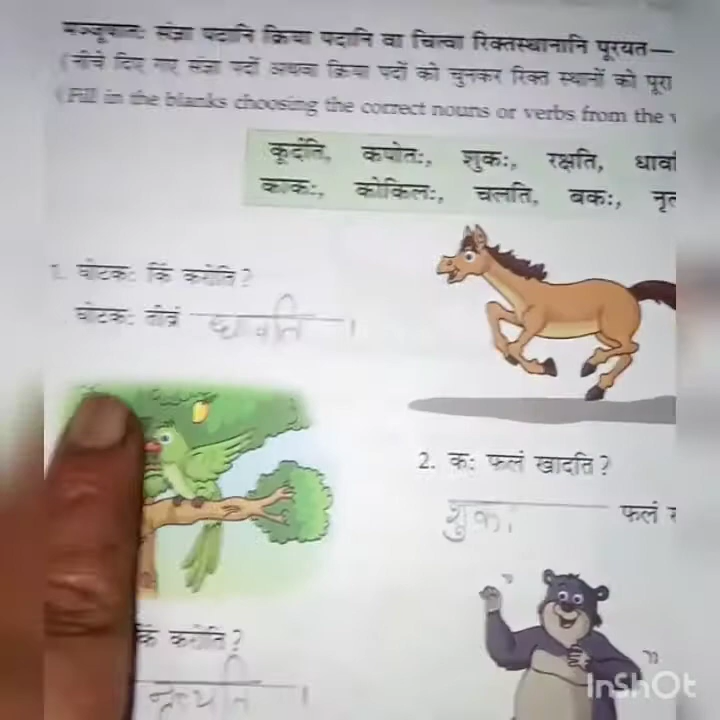 मञ्जूषातः संज्ञा पदानि क्रिया पदानि वा चित्वा रिक्तस्थानानि पूरयत—
(नीचे दिए गए संज्ञा पदों अथवा क्रिया पदों को चुनकर रिक्त स्थानों को पूरा
(Fill in the blanks choosing the correct nouns or verbs from the
कूर्दति, कपोतः, शुकः, रक्षति,
काकः, कोकिलः, चलति, बकः,
1. घोटकः किं करोति?
घोटकः तीव्रं धावति ।
2. कः फलं खादति?
शुकः फलं
किं करोति?
नृत्यति ।
InShOt